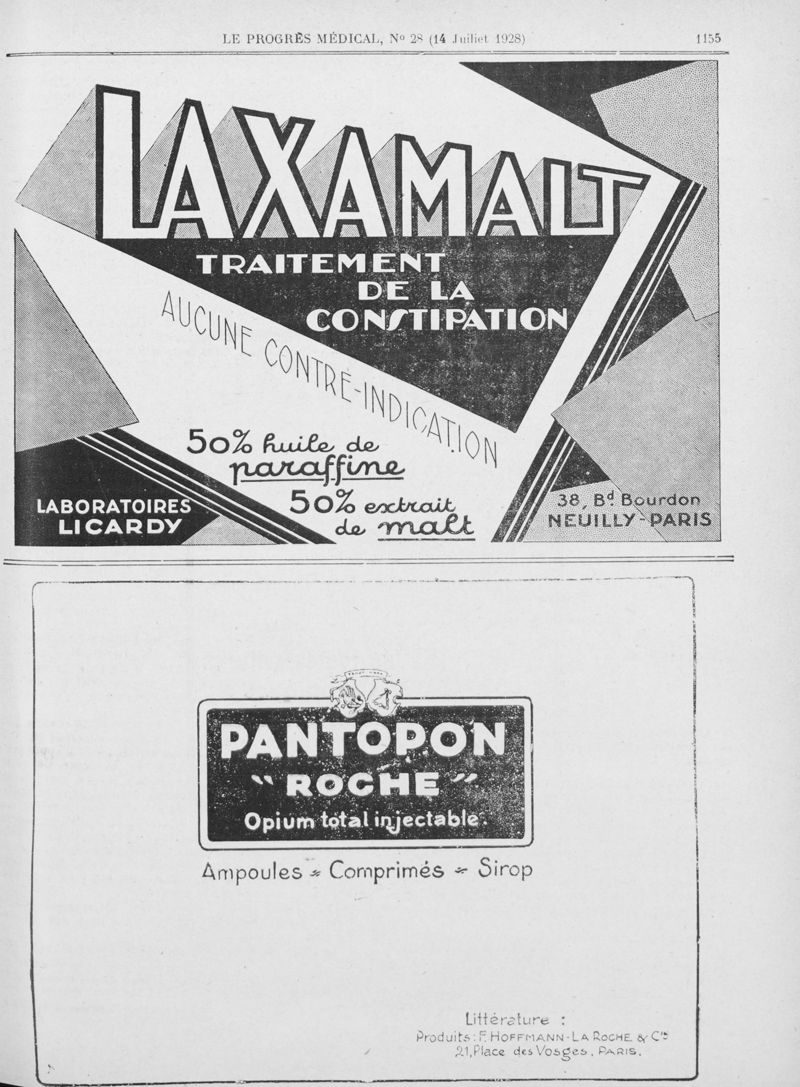 LE PROGRÈS MÉDICAL, No 28 (14 Juillet 1928)
1155
LAXAMALT
TRAITEMENT
DE LA
CONSTIPATION
AUCUNE CONTRE-INDICATION
50% huile de
paraffine
50% extrait
de malt
LABORATOIRES
LICARDY
38, Bd Bourdon
NEUILLY-PARIS
PANTOPON
"ROCHE"
Opium total injectable.
Ampoules - Comprimés - Sirop
Littérature :
Produits: F. HOFFMANN-LA ROCHE & Cie
21, Place des Vosges, PARIS.